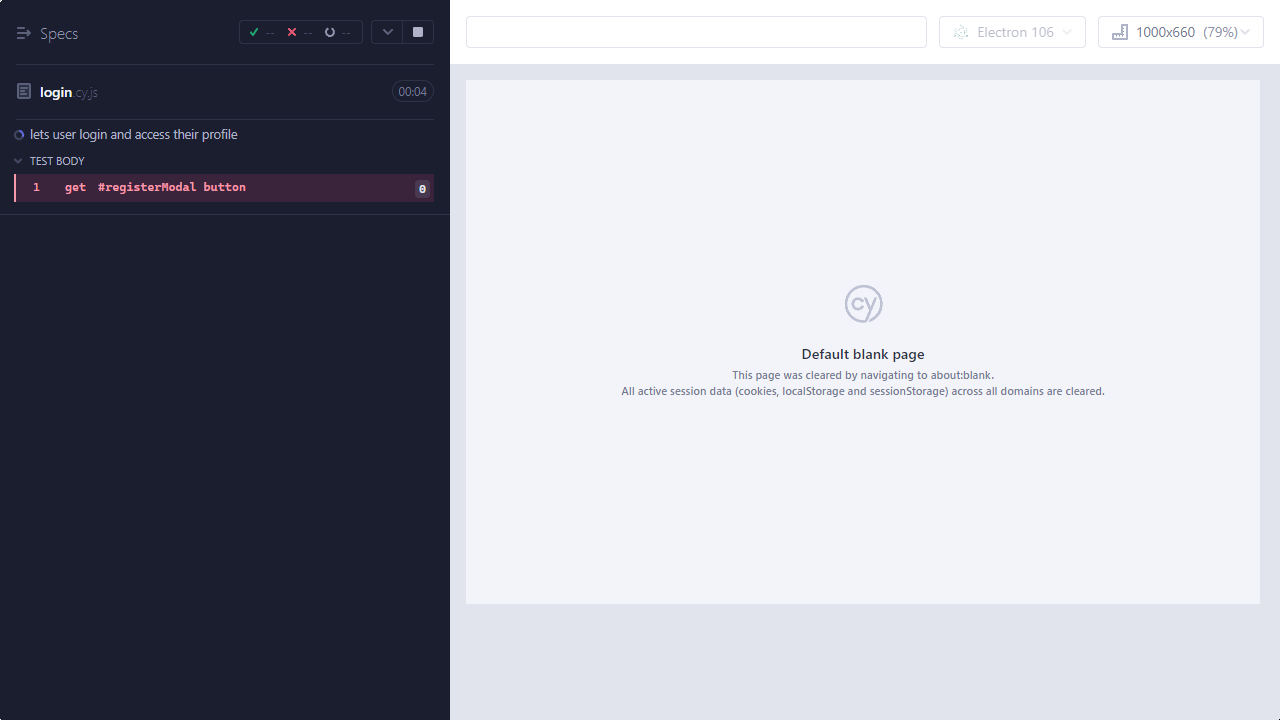 Specs
-- -- --
login.cy.js
00:04
lets user login and access their profile
TEST BODY
1 get #registerModal button 0
Electron 106
1000x660 (79%)
cy
Default blank page
This page was cleared by navigating to about:blank.
All active session data (cookies, localStorage and sessionStorage) across all domains are cleared.